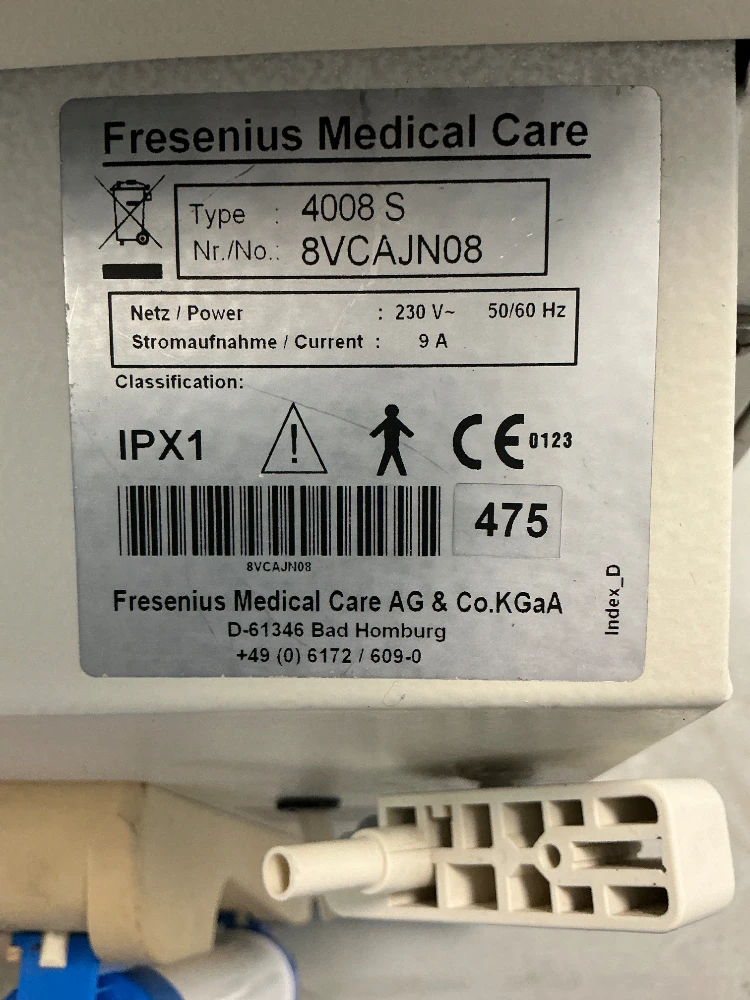 Fresenius Medical Care
Type : 4008 S
Nr./No.: 8VCAJN08
Netz / Power : 230 V~ 50/60 Hz
Stromaufnahme / Current : 9 A
Classification:
IPX1 ! CE 0123
475
8VCAJN08
Fresenius Medical Care AG & Co.KGaA
D-61346 Bad Homburg
+49 (0) 6172 / 609-0
Index_D